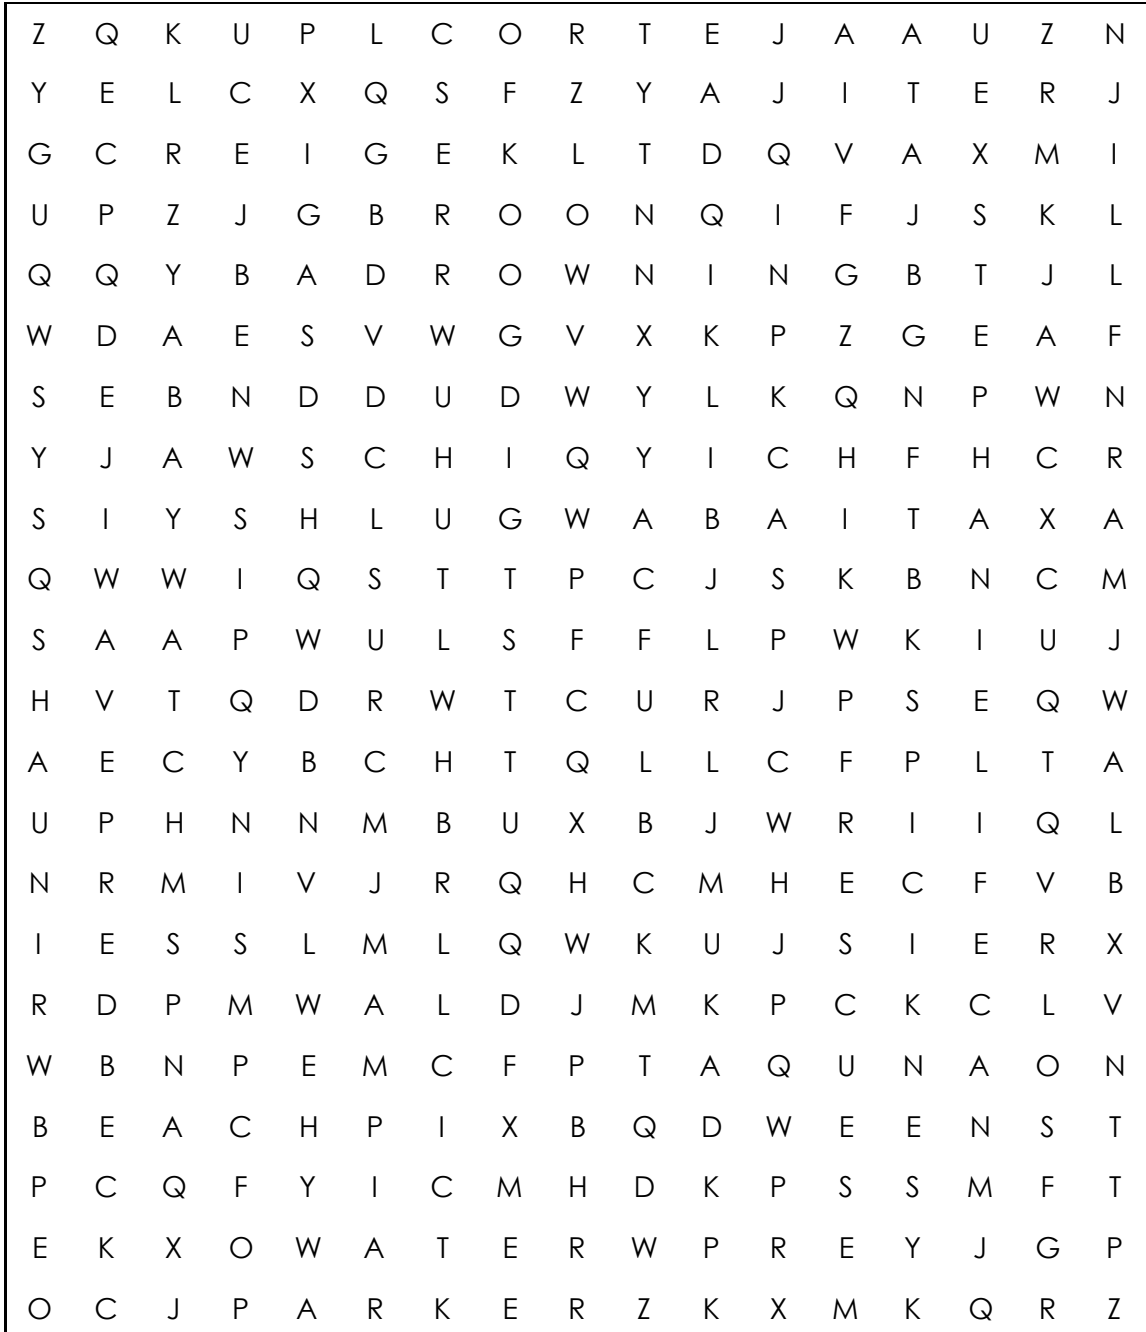 Z Q K U P L C O R T E J A A U Z N
Y E L C X Q S F Z Y A J I T E R J
G C R E I G E K L T D Q V A X M I
U P Z J G B R O O N Q I F J S K L
Q Q Y B A D R O W N I N G B T J L
W D A E S V W G V X K P Z G E A F
S E B N D D U D W Y L K Q N P W N
Y J A W S C H I Q Y I C H F H C R
S I Y S H L U G W A B A I T A X A
Q W W I Q S T T P C J S K B N C M
S A A P W U L S F F L P W K I U J
H V T Q D R W T C U R J P S E Q W
A E C Y B C H T Q L L C F P L T A
U P H N N M B U X B J W R I I Q L
N R M I V J R Q H C M H E C F V B
I E S S L M L Q W K U J S I E R X
R D P M W A L D J M K P C K C L V
W B N P E M C F P T A Q U N A O N
B E A C H P I X B Q D W E E N S T
P C Q F Y I C M H D K P S S M F T
E K X O W A T E R W P R E Y J G P
O C J P A R K E R Z K X M K Q R Z